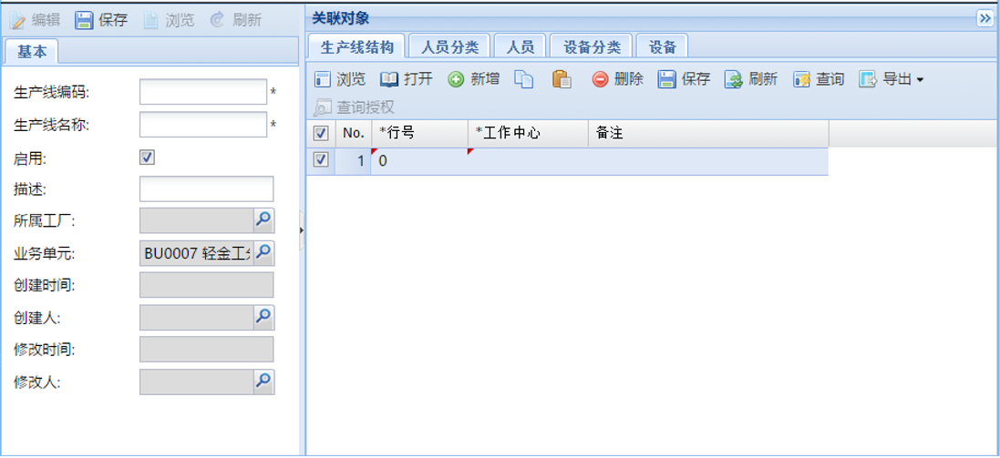 编辑 保存 浏览 刷新
基本
生产线编码: *
生产线名称: *
启用:
描述:
所属工厂:
业务单元: BU0007 轻金工
创建时间:
创建人:
修改时间:
修改人:
关联对象
生产线结构 人员分类 人员 设备分类 设备
浏览 打开 新增 删除 保存 刷新 查询 导出
查询授权
No. *行号 *工作中心 备注
1 0